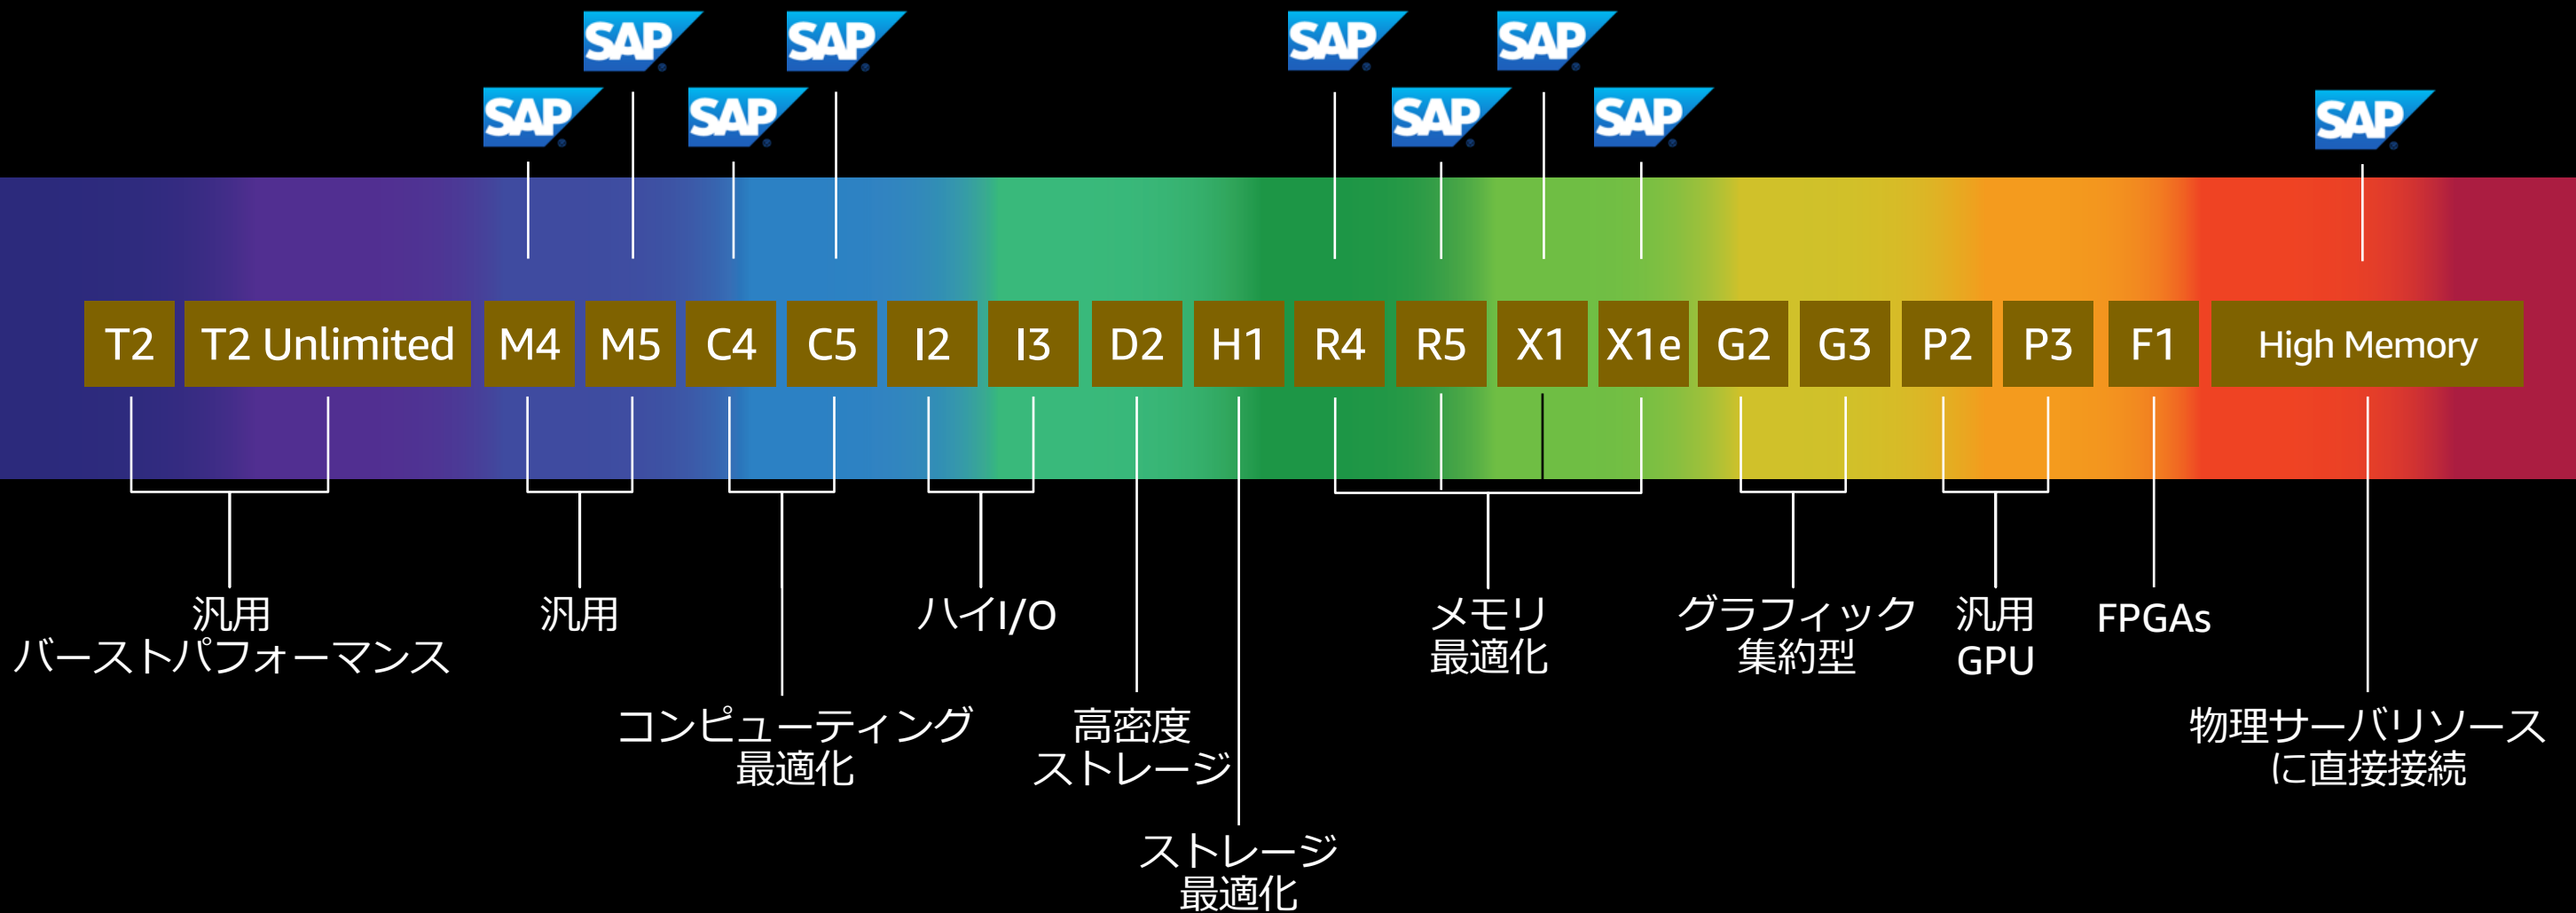 SAP
SAP
SAP
SAP
SAP
SAP
SAP
SAP
SAP
T2
T2 Unlimited
M4
M5
C4
C5
I2
I3
D2
H1
R4
R5
X1
X1e
G2
G3
P2
P3
F1
High Memory
汎用
バーストパフォーマンス
汎用
コンピューティング
最適化
ハイI/O
高密度
ストレージ
ストレージ
最適化
メモリ
最適化
グラフィック
集約型
汎用
GPU
FPGAs
物理サーバリソース
に直接接続